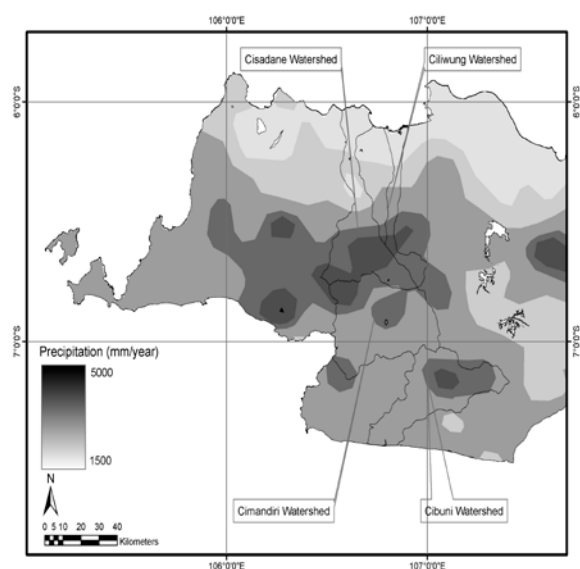 106°0'0"E 107°0'0"E
Cisadane Watershed
Ciliwung Watershed
6°0'0"S
6°0'0"S
7°0'0"S
7°0'0"S
Precipitation (mm/year)
5000
1500
N
0 5 10 20 30 40
Kilometers
Cimandiri Watershed
Cibuni Watershed
106°0'0"E 107°0'0"E